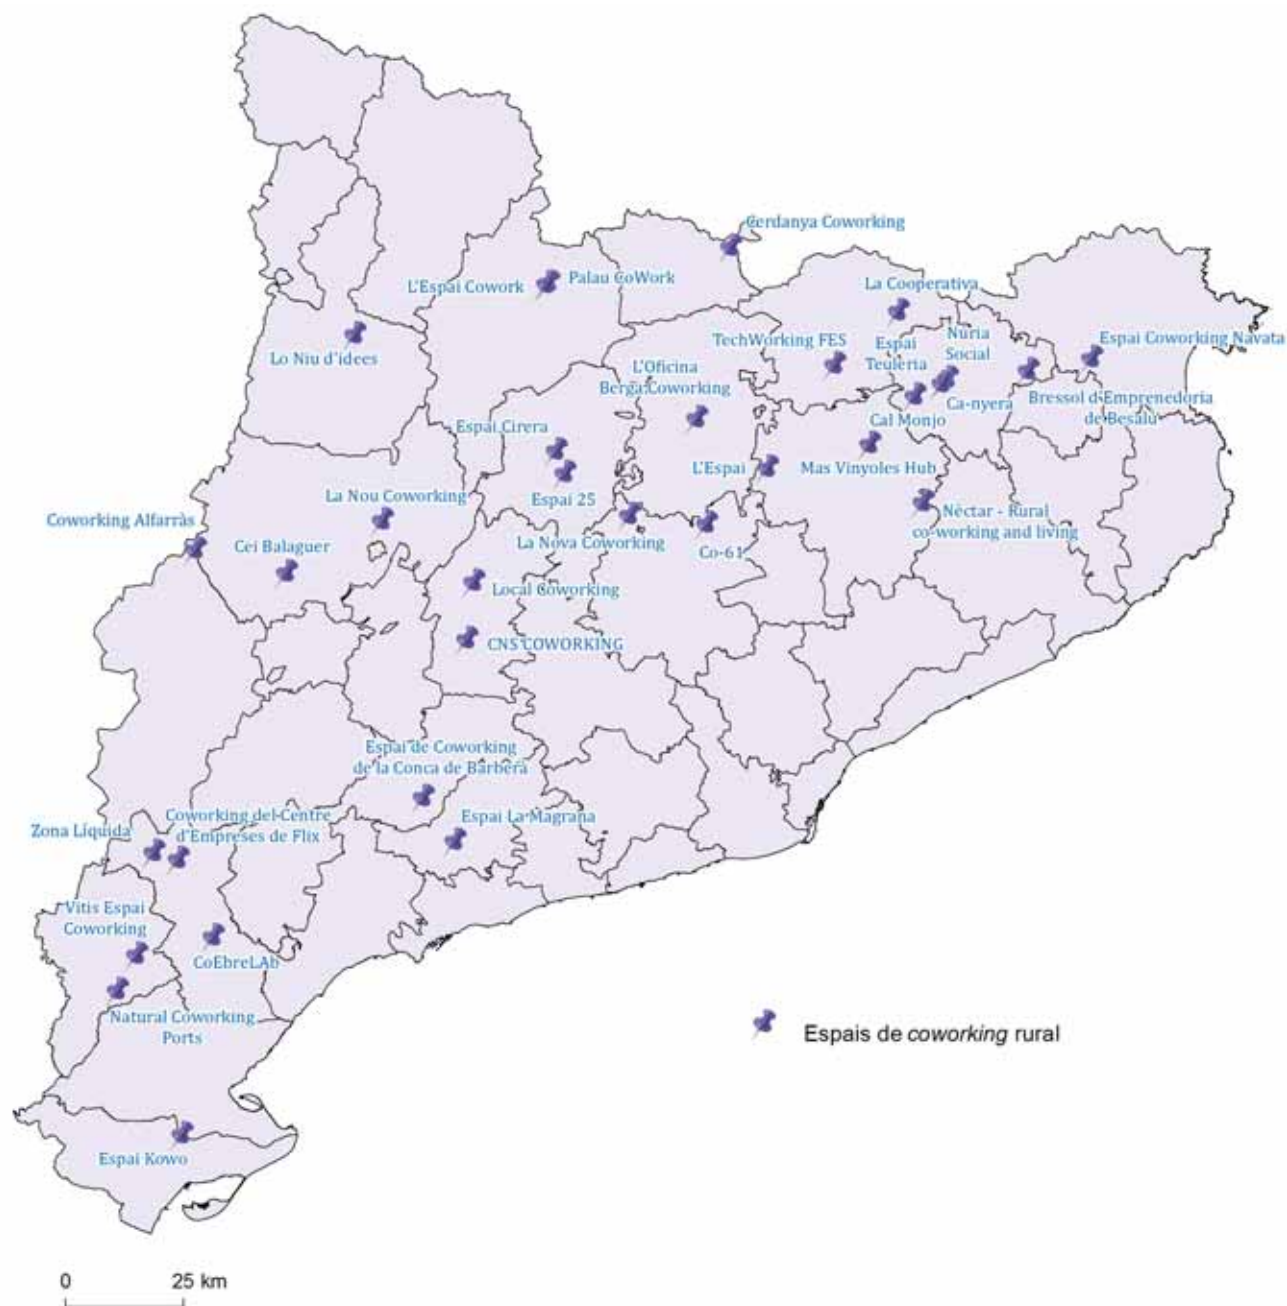 Cerdanya Coworking
L'Espai Cowork
Palau CoWork
La Cooperativa
Lo Niu d'idees
TechWorking FES
Espai
Teuleria
Núria
Social
Espai Coworking Navata
L'Oficina
Berga Coworking
Ca-nyera
Bressol d'Emprenedoria
de Besalú
Cal Monjo
Espai Cirera
L'Espai
Mas Vinyoles Hub
Espai 25
La Nou Coworking
Coworking Alfarràs
Nèctar - Rural
co-working and living
La Nova Coworking
Co-61
Cei Balaguer
Local Coworking
CNS COWORKING
Espai de Coworking
de la Conca de Barberà
Espai La Magrana
Zona Líquida
Coworking del Centre
d'Empreses de Flix
Vitis Espai
Coworking
CoEbreLAb
Natural Coworking
Ports
Espais de coworking rural
Espai Kowo
0 25 km